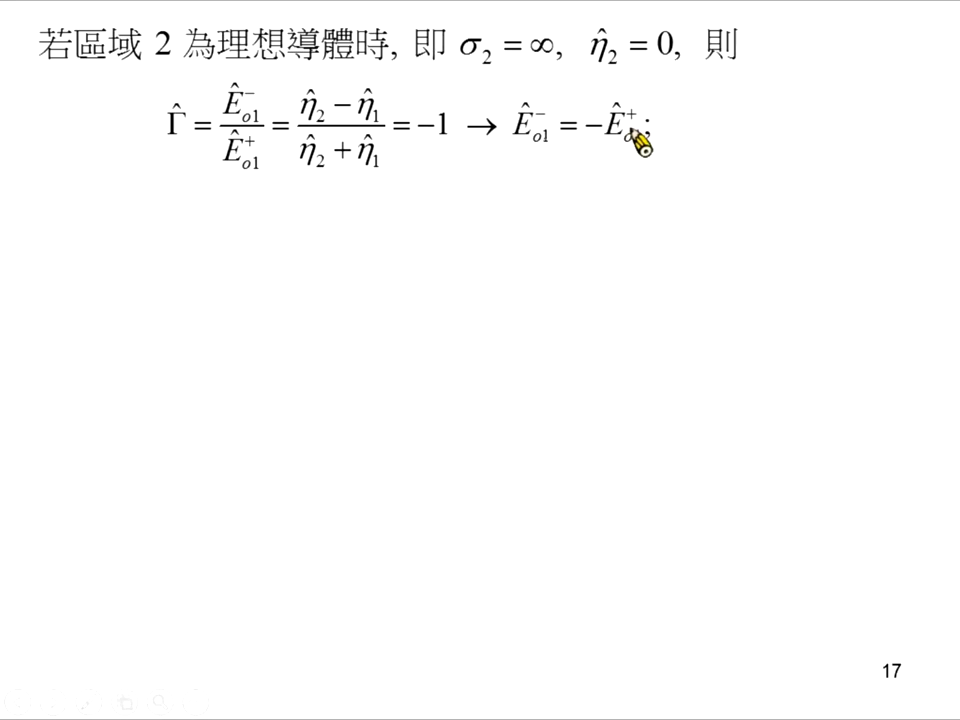 若區域 2 為理想導體時, 即 σ₂ = ∞, η̂₂ = 0, 則
Γ̂ = Ê⁻ₒ₁ / Ê⁺ₒ₁ = (η̂₂ − η̂₁) / (η̂₂ + η̂₁) = −1 → Ê⁻ₒ₁ = −Ê⁺ₒ₁;
17